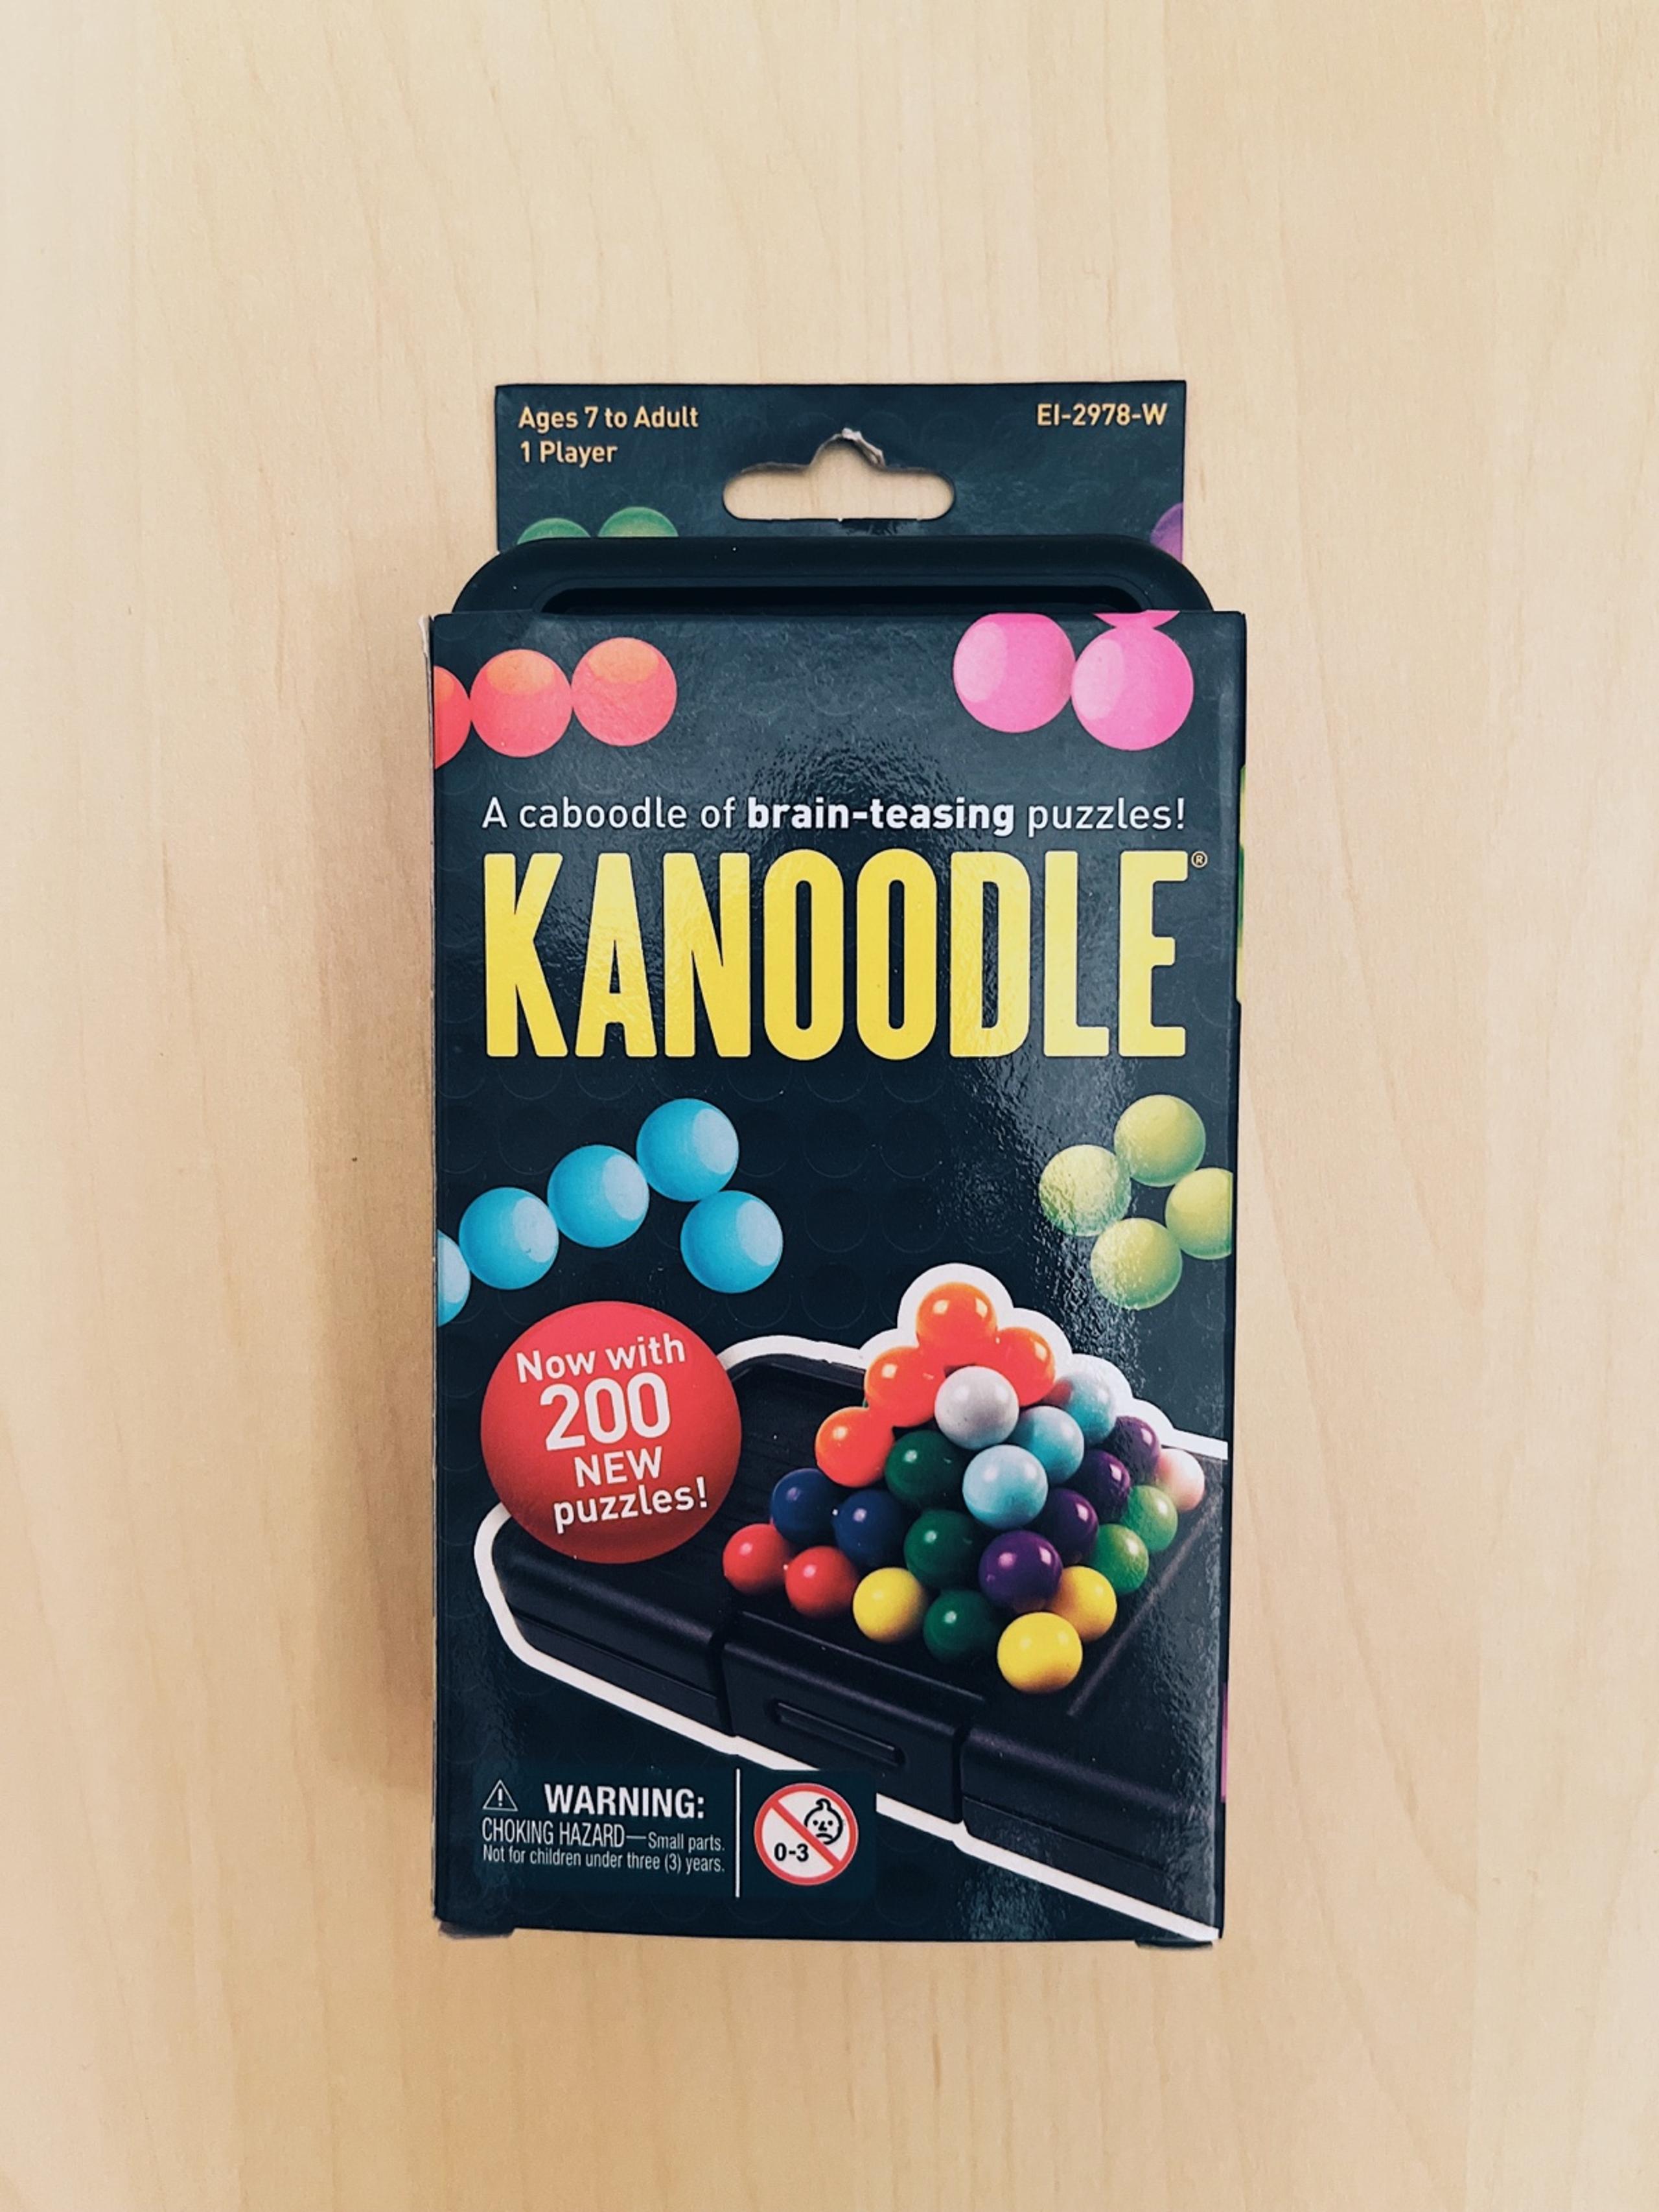 Ages 7 to Adult
1 Player
EI-2978-W
A caboodle of brain-teasing puzzles!
KANOODLE®
Now with
200
NEW
puzzles!
WARNING:
CHOKING HAZARD—Small parts.
Not for children under three (3) years.
0-3